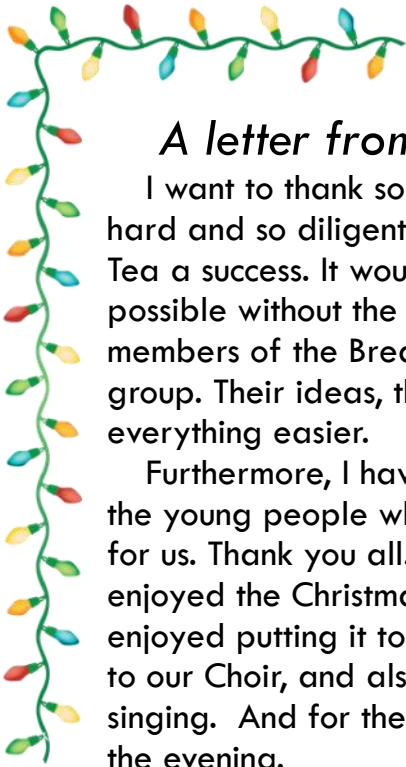 A letter from
I want to thank so
hard and so diligent
Tea a success. It wou
possible without the
members of the Brea
group. Their ideas, th
everything easier.
Furthermore, I hav
the young people wh
for us. Thank you all.
enjoyed the Christma
enjoyed putting it to
to our Choir, and als
singing.  And for the
the evening.